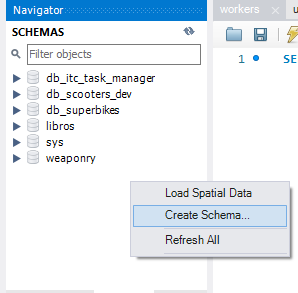 Navigator
SCHEMAS
Filter objects
db_itc_task_manager
db_scooters_dev
db_superbikes
libros
sys
weaponry
workers
1
SE
Load Spatial Data
Create Schema...
Refresh All